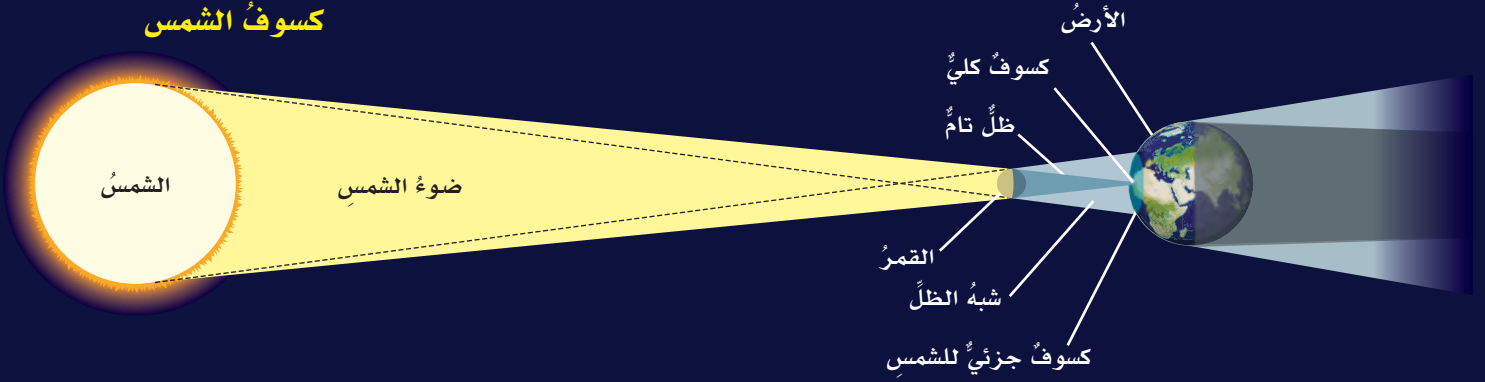 كسوفُ الشمس
الأرضُ
كسوفٌ كليٌّ
ظلٌّ تامٌّ
الشمسُ
ضوءُ الشمسِ
القمرُ
شبهُ الظلِّ
كسوفٌ جزئيٌّ للشمسِ